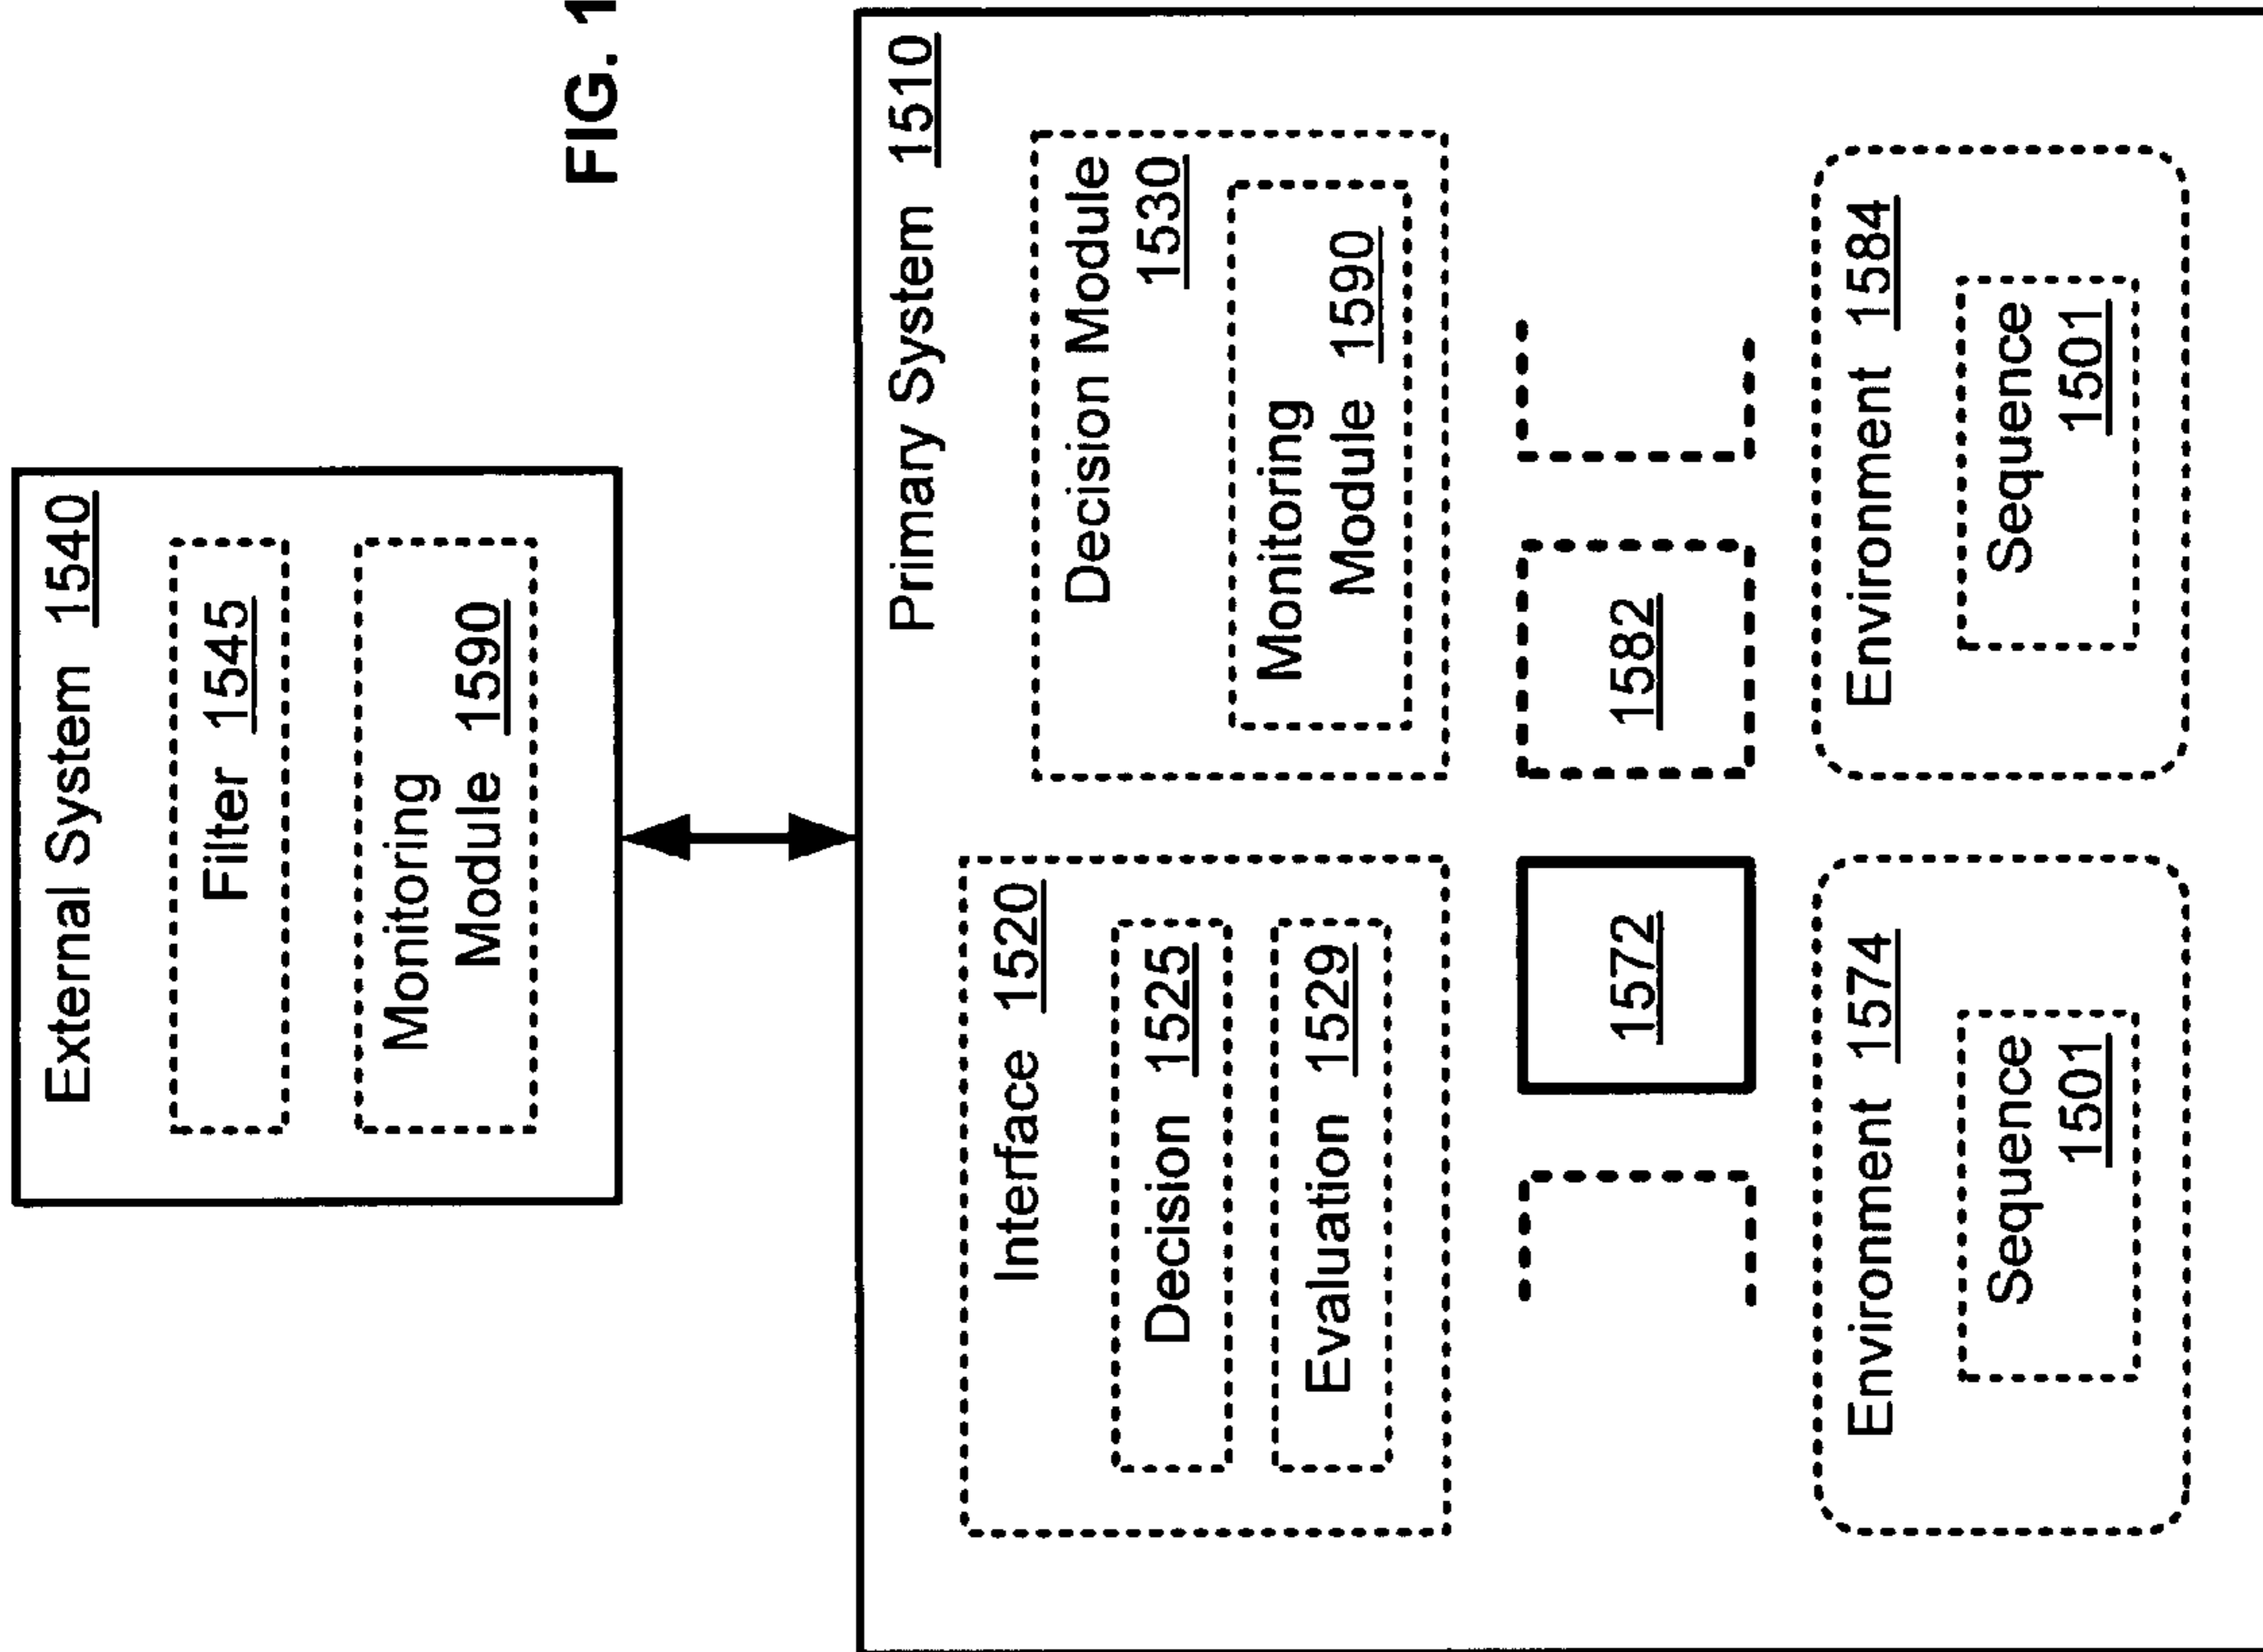 External System 1540
Filter 1545
Monitoring
Module 1590
FIG. 1
Primary System 1510
Interface 1520
Decision 1525
Evaluation 1529
Decision Module
1530
Monitoring
Module 1590
1572
1582
Environment 1574
Sequence
1501
Environment 1584
Sequence
1501